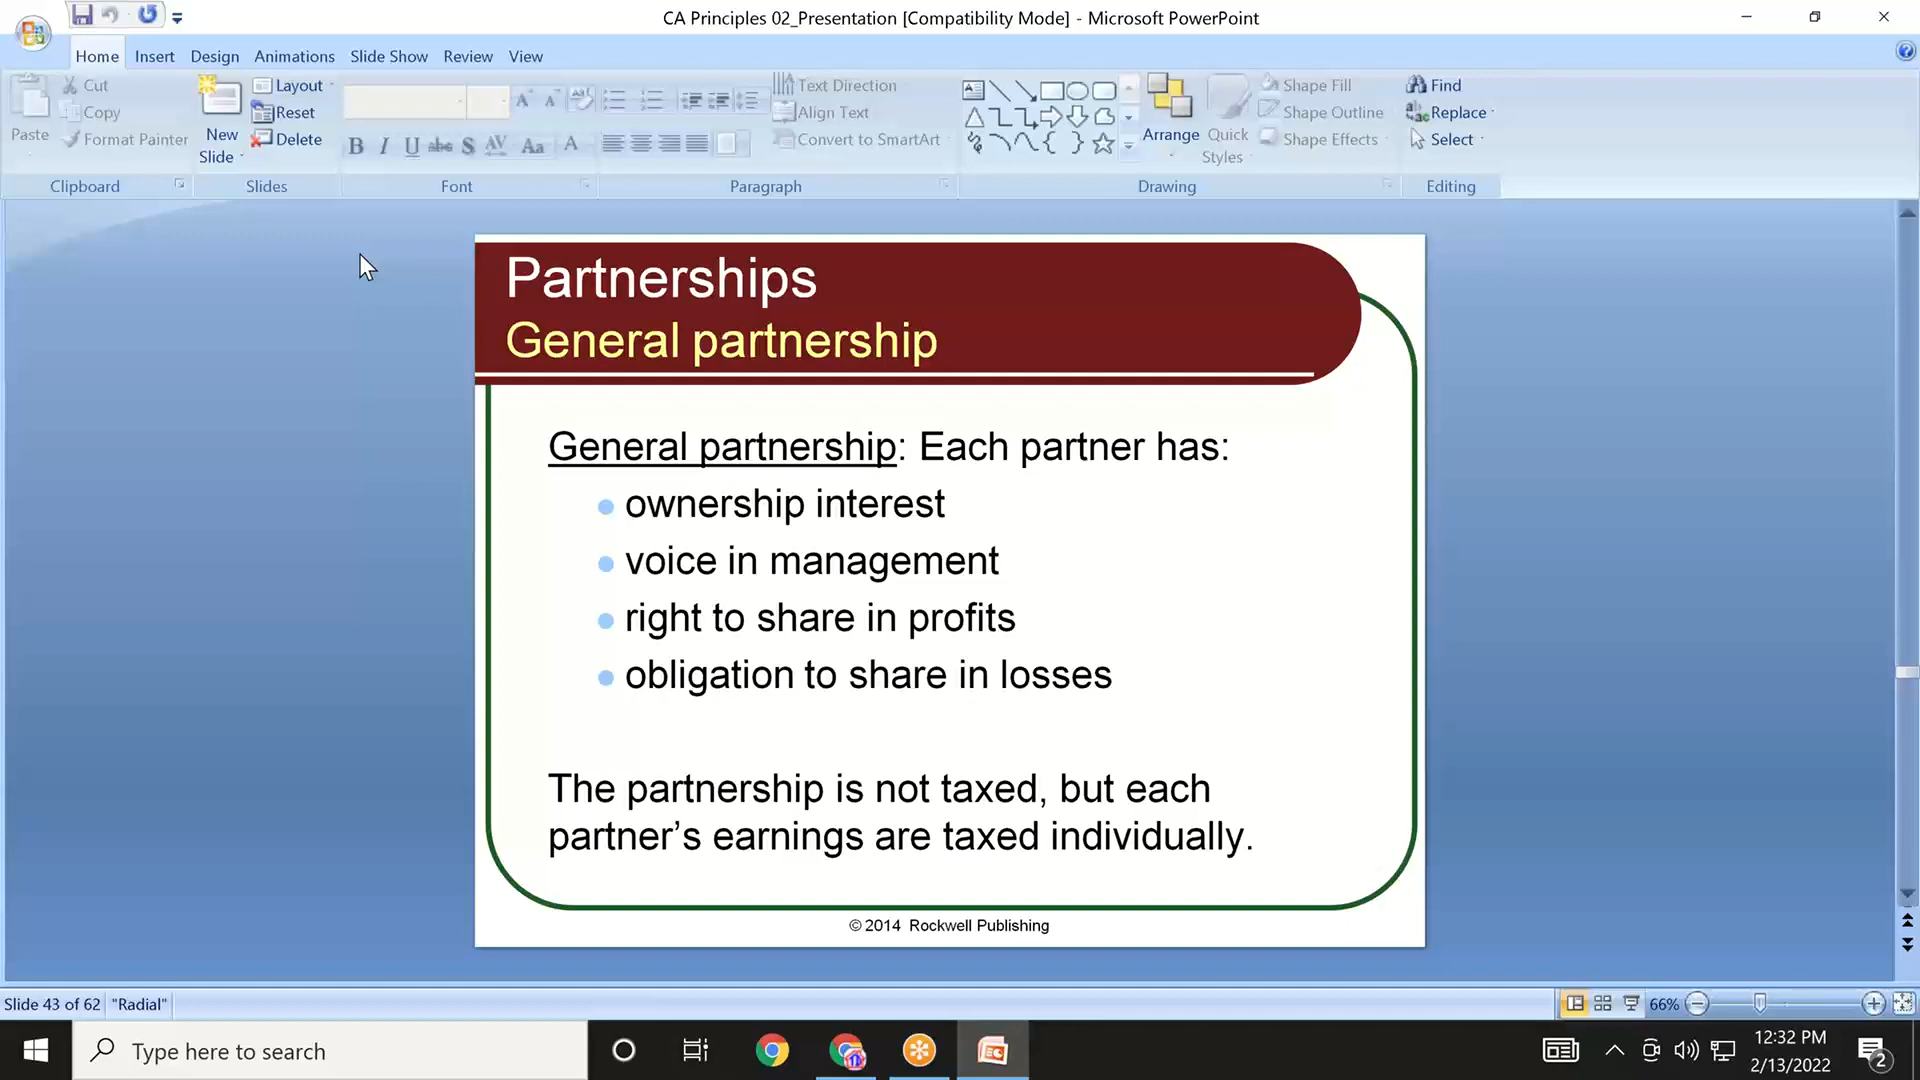 CA Principles 02_Presentation [Compatibility Mode] - Microsoft PowerPoint
Home Insert Design Animations Slide Show Review View
Paste
Cut
Copy
Format Painter
Clipboard
New
Slide
Layout
Reset
Delete
Slides
B I U abc S AV Aa A
Font
Text Direction
Align Text
Convert to SmartArt
Paragraph
Arrange
Quick
Styles
Shape Fill
Shape Outline
Shape Effects
Drawing
Find
Replace
Select
Editing
Partnerships
General partnership
General partnership: Each partner has:
ownership interest
voice in management
right to share in profits
obligation to share in losses
The partnership is not taxed, but each
partner’s earnings are taxed individually.
© 2014 Rockwell Publishing
Slide 43 of 62 "Radial" 66%
Type here to search
12:32 PM
2/13/2022
2